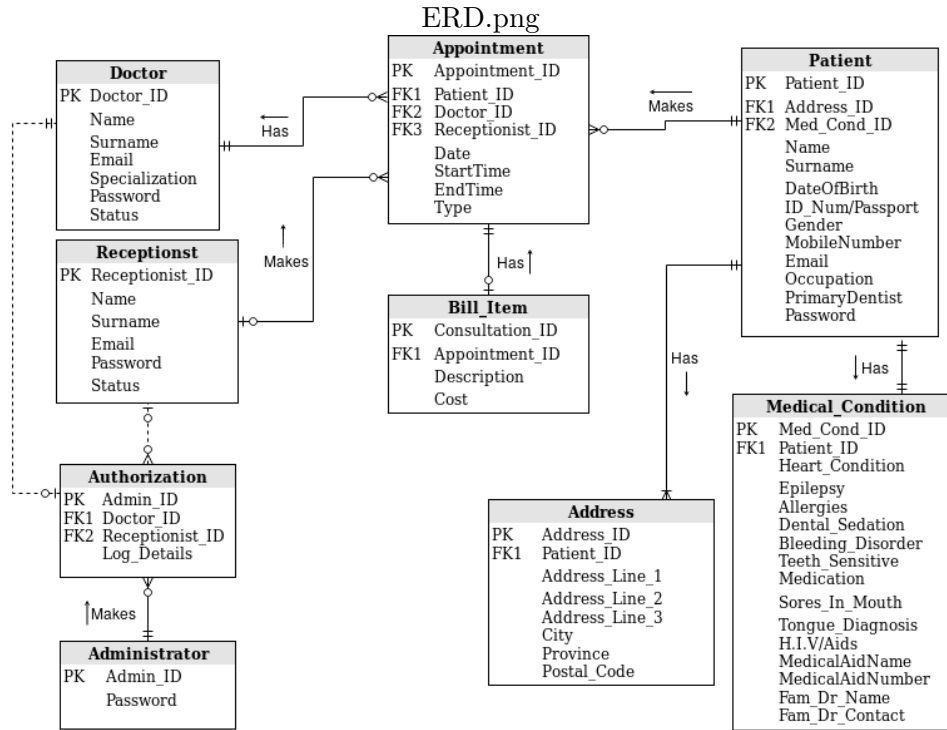 ERD.png
Doctor
PK Doctor_ID
Name
Surname
Email
Specialization
Password
Status
Has
Appointment
PK Appointment_ID
FK1 Patient_ID
FK2 Doctor_ID
FK3 Receptionist_ID
Date
StartTime
EndTime
Type
Makes
Patient
PK Patient_ID
FK1 Address_ID
FK2 Med_Cond_ID
Name
Surname
DateOfBirth
ID_Num/Passport
Gender
MobileNumber
Email
Occupation
PrimaryDentist
Password
Receptionst
PK Receptionist_ID
Name
Surname
Email
Password
Status
Makes
Has
Bill_Item
PK Consultation_ID
FK1 Appointment_ID
Description
Cost
Has
Has
Medical_Condition
PK Med_Cond_ID
FK1 Patient_ID
Heart_Condition
Epilepsy
Allergies
Dental_Sedation
Bleeding_Disorder
Teeth_Sensitive
Medication
Sores_In_Mouth
Tongue_Diagnosis
H.I.V/Aids
MedicalAidName
MedicalAidNumber
Fam_Dr_Name
Fam_Dr_Contact
Authorization
PK Admin_ID
FK1 Doctor_ID
FK2 Receptionist_ID
Log_Details
Address
PK Address_ID
FK1 Patient_ID
Address_Line_1
Address_Line_2
Address_Line_3
City
Province
Postal_Code
Makes
Administrator
PK Admin_ID
Password